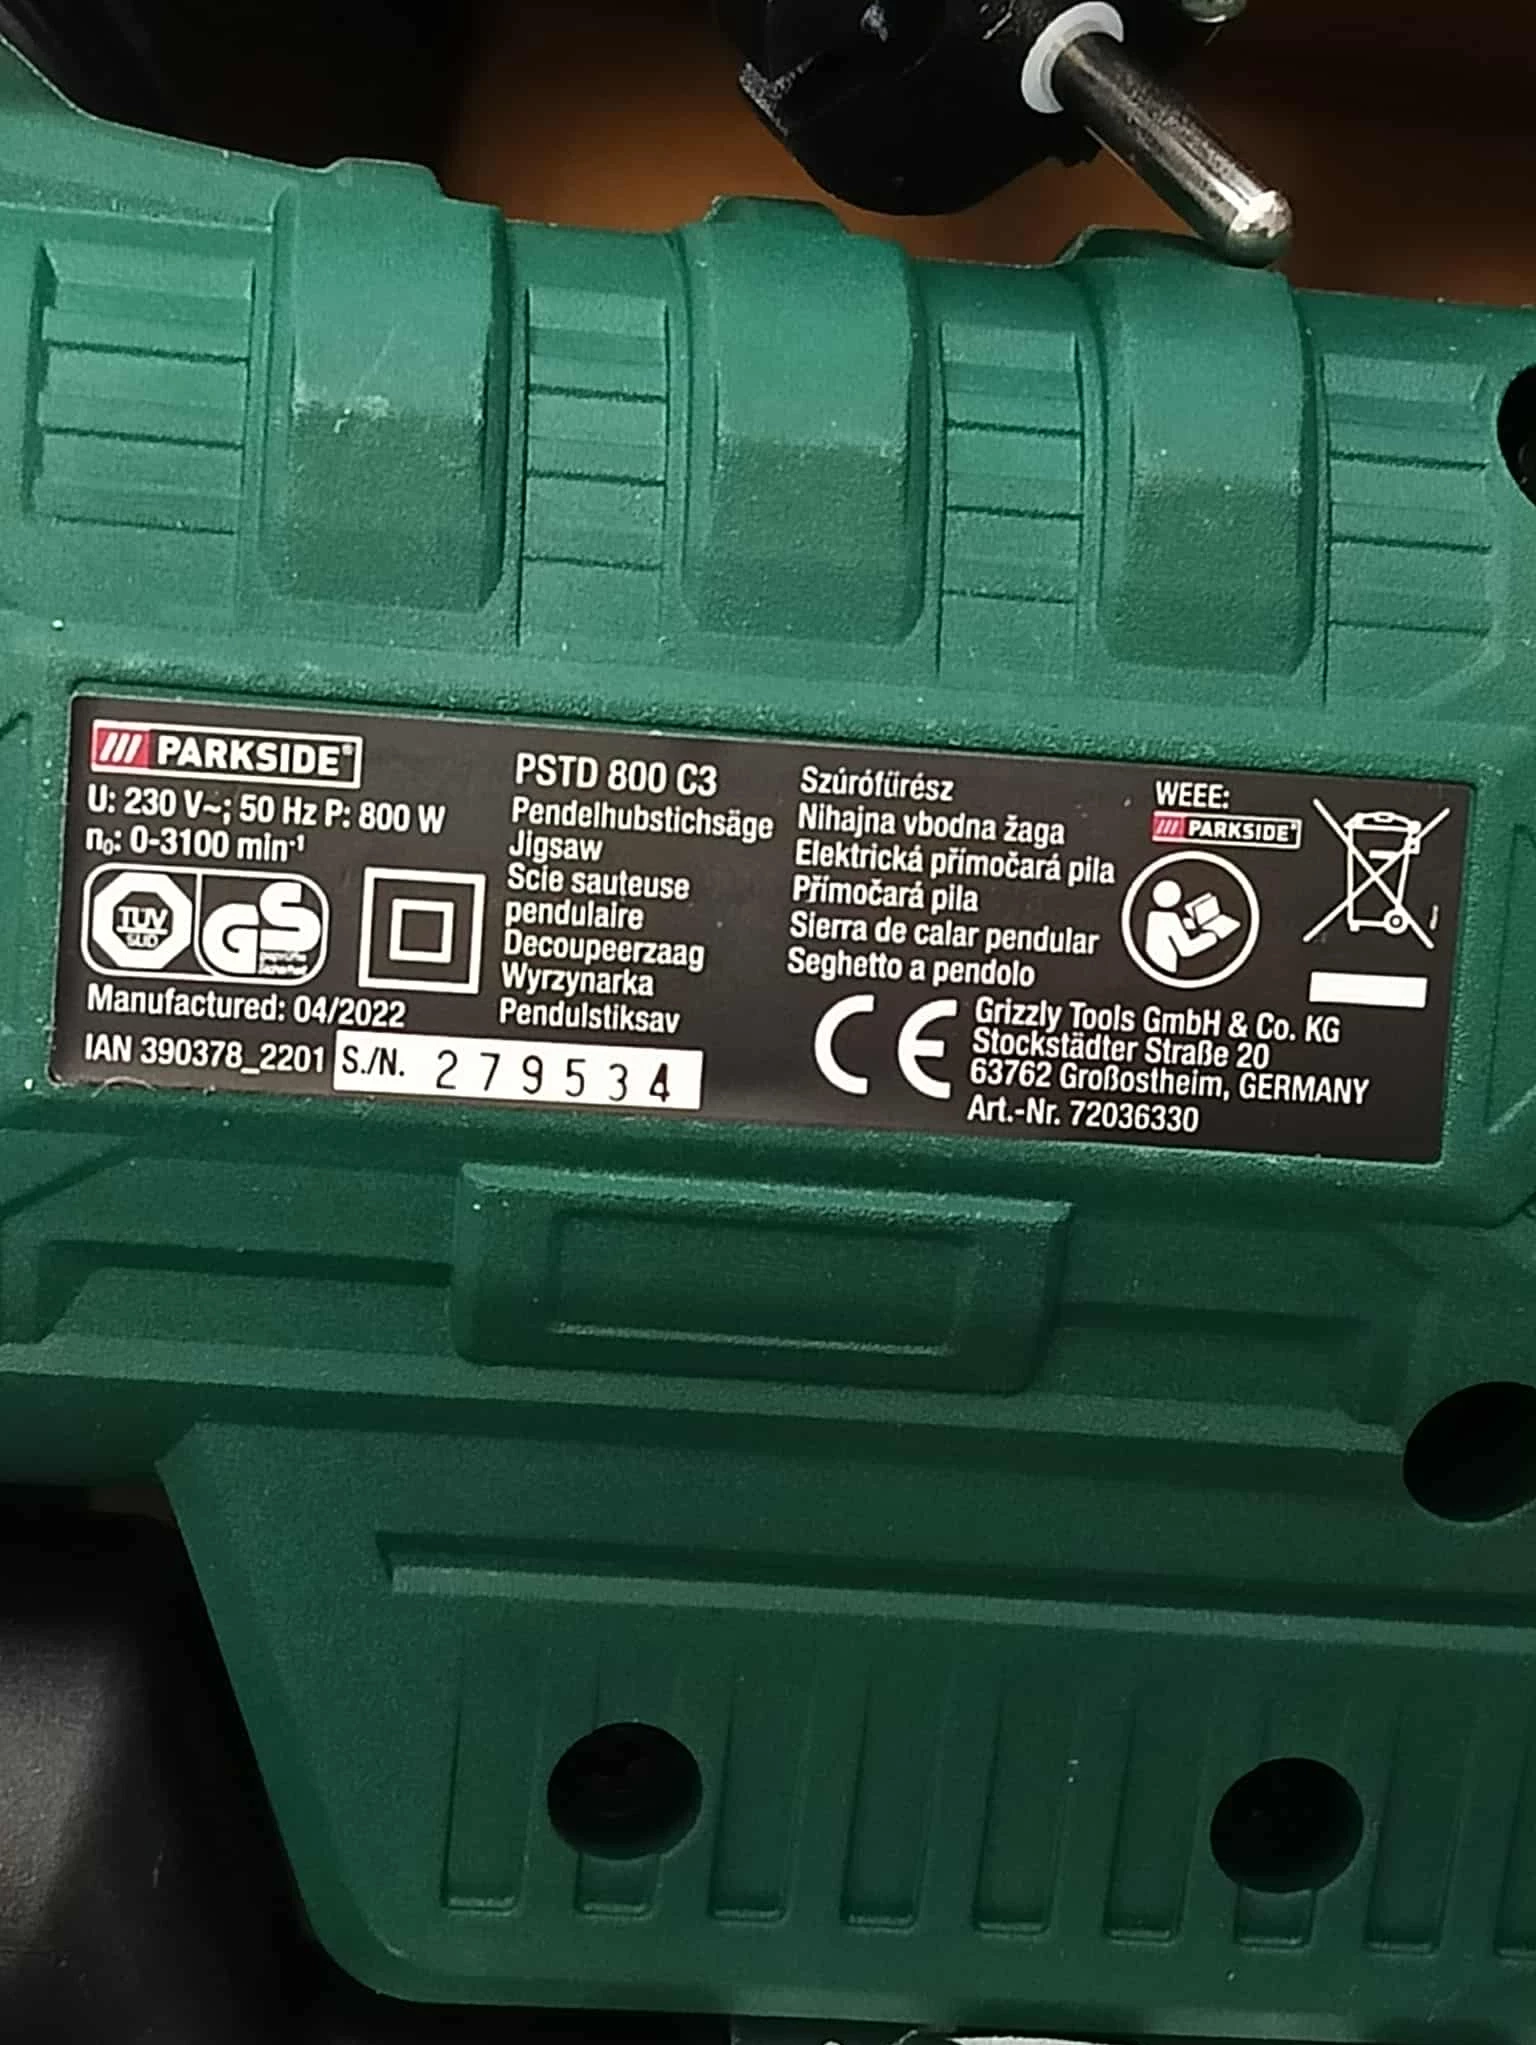 PARKSIDE®
U: 230 V~; 50 Hz P: 800 W
n₀: 0-3100 min⁻¹
TÜV
SÜD
GS
geprüfte
Sicherheit
Manufactured: 04/2022
IAN 390378_2201
S./N. 279534
PSTD 800 C3
Pendelhubstichsäge
Jigsaw
Scie sauteuse
pendulaire
Decoupeerzaag
Wyrzynarka
Pendulstiksav
Szúrófűrész
Nihajna vbodna žaga
Elektrická přímočará pila
Přímočará pila
Sierra de calar pendular
Seghetto a pendolo
CE
WEEE:
PARKSIDE®
Grizzly Tools GmbH & Co. KG
Stockstädter Straße 20
63762 Großostheim, GERMANY
Art.-Nr. 72036330